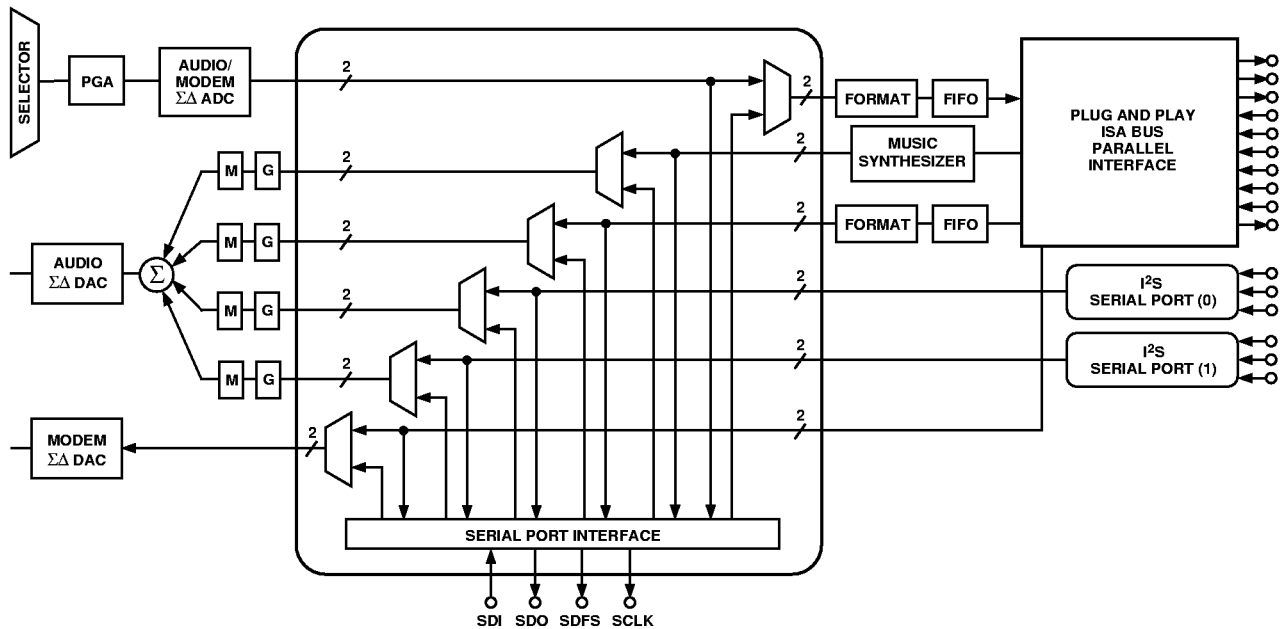 SELECTOR
PGA
AUDIO/
MODEM
ΣΔ ADC
2
2
FORMAT
FIFO
PLUG AND PLAY
ISA BUS
PARALLEL
INTERFACE
M
G
2
2
MUSIC
SYNTHESIZER
M
G
2
2
FORMAT
FIFO
AUDIO
ΣΔ DAC
Σ
M
G
2
2
I²S
SERIAL PORT (0)
M
G
2
2
I²S
SERIAL PORT (1)
MODEM
ΣΔ DAC
2
2
SERIAL PORT INTERFACE
SDI
SDO
SDFS
SCLK